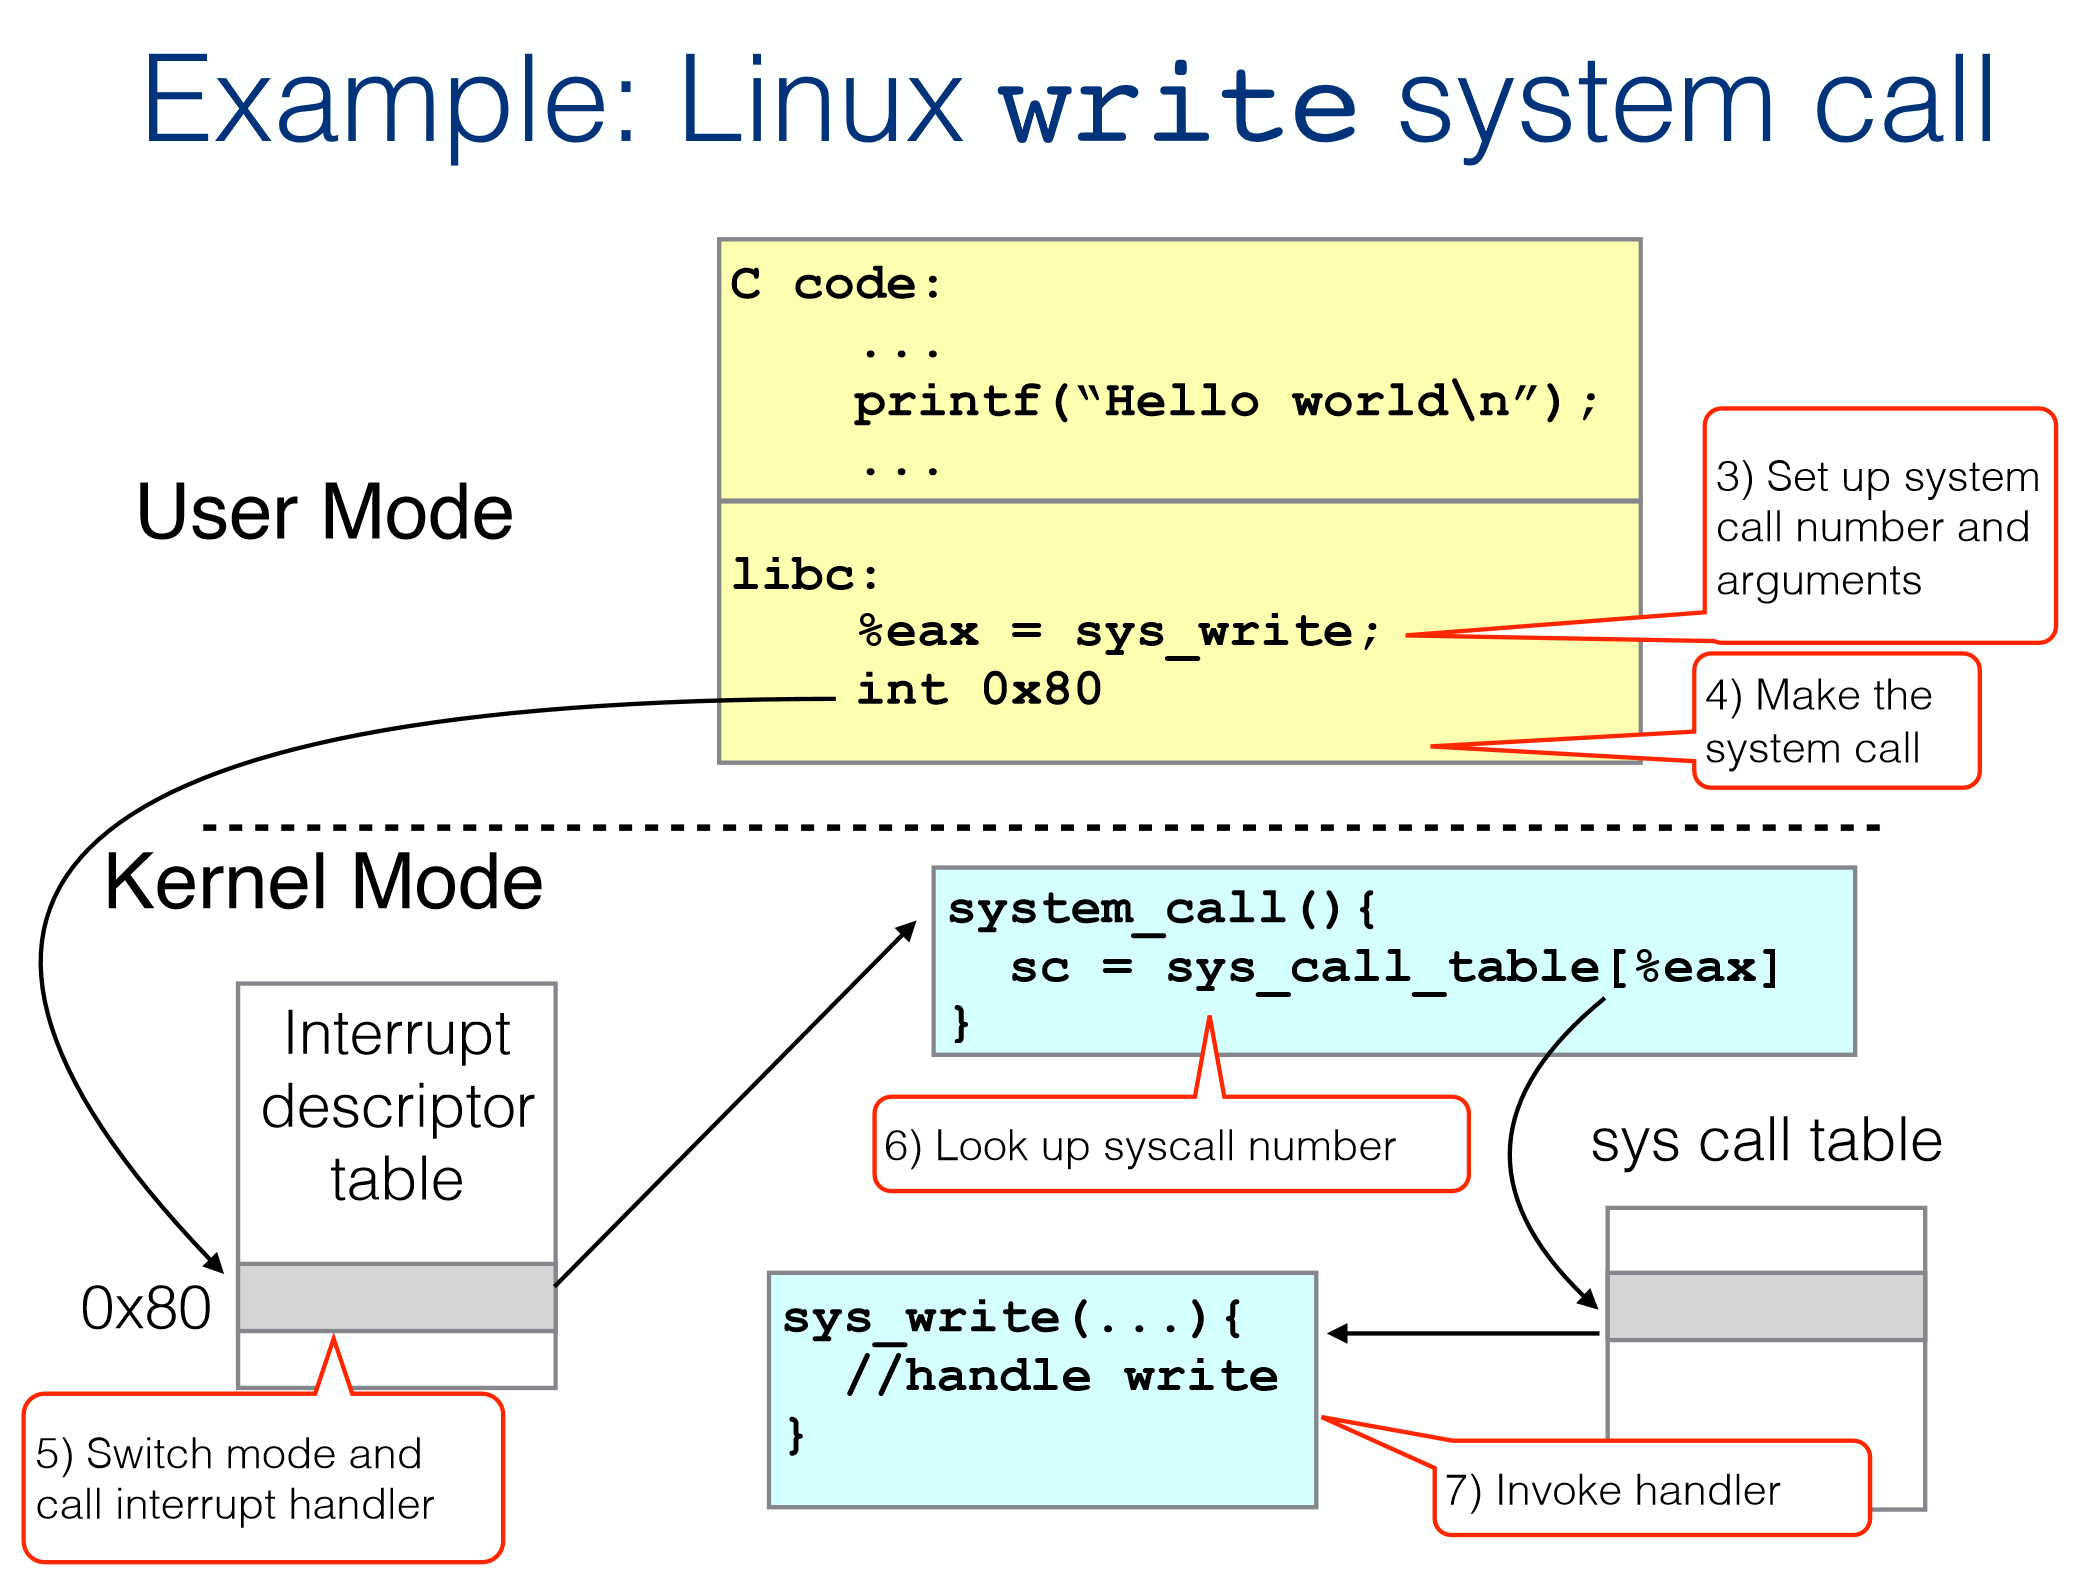 Example: Linux write system call
C code:
...
printf(“Hello world\n”);
...
User Mode
libc:
%eax = sys_write;
int 0x80
3) Set up system
call number and
arguments
4) Make the
system call
Kernel Mode
system_call(){
sc = sys_call_table[%eax]
}
Interrupt
descriptor
table
6) Look up syscall number
sys call table
0x80
sys_write(...){
//handle write
}
5) Switch mode and
call interrupt handler
7) Invoke handler